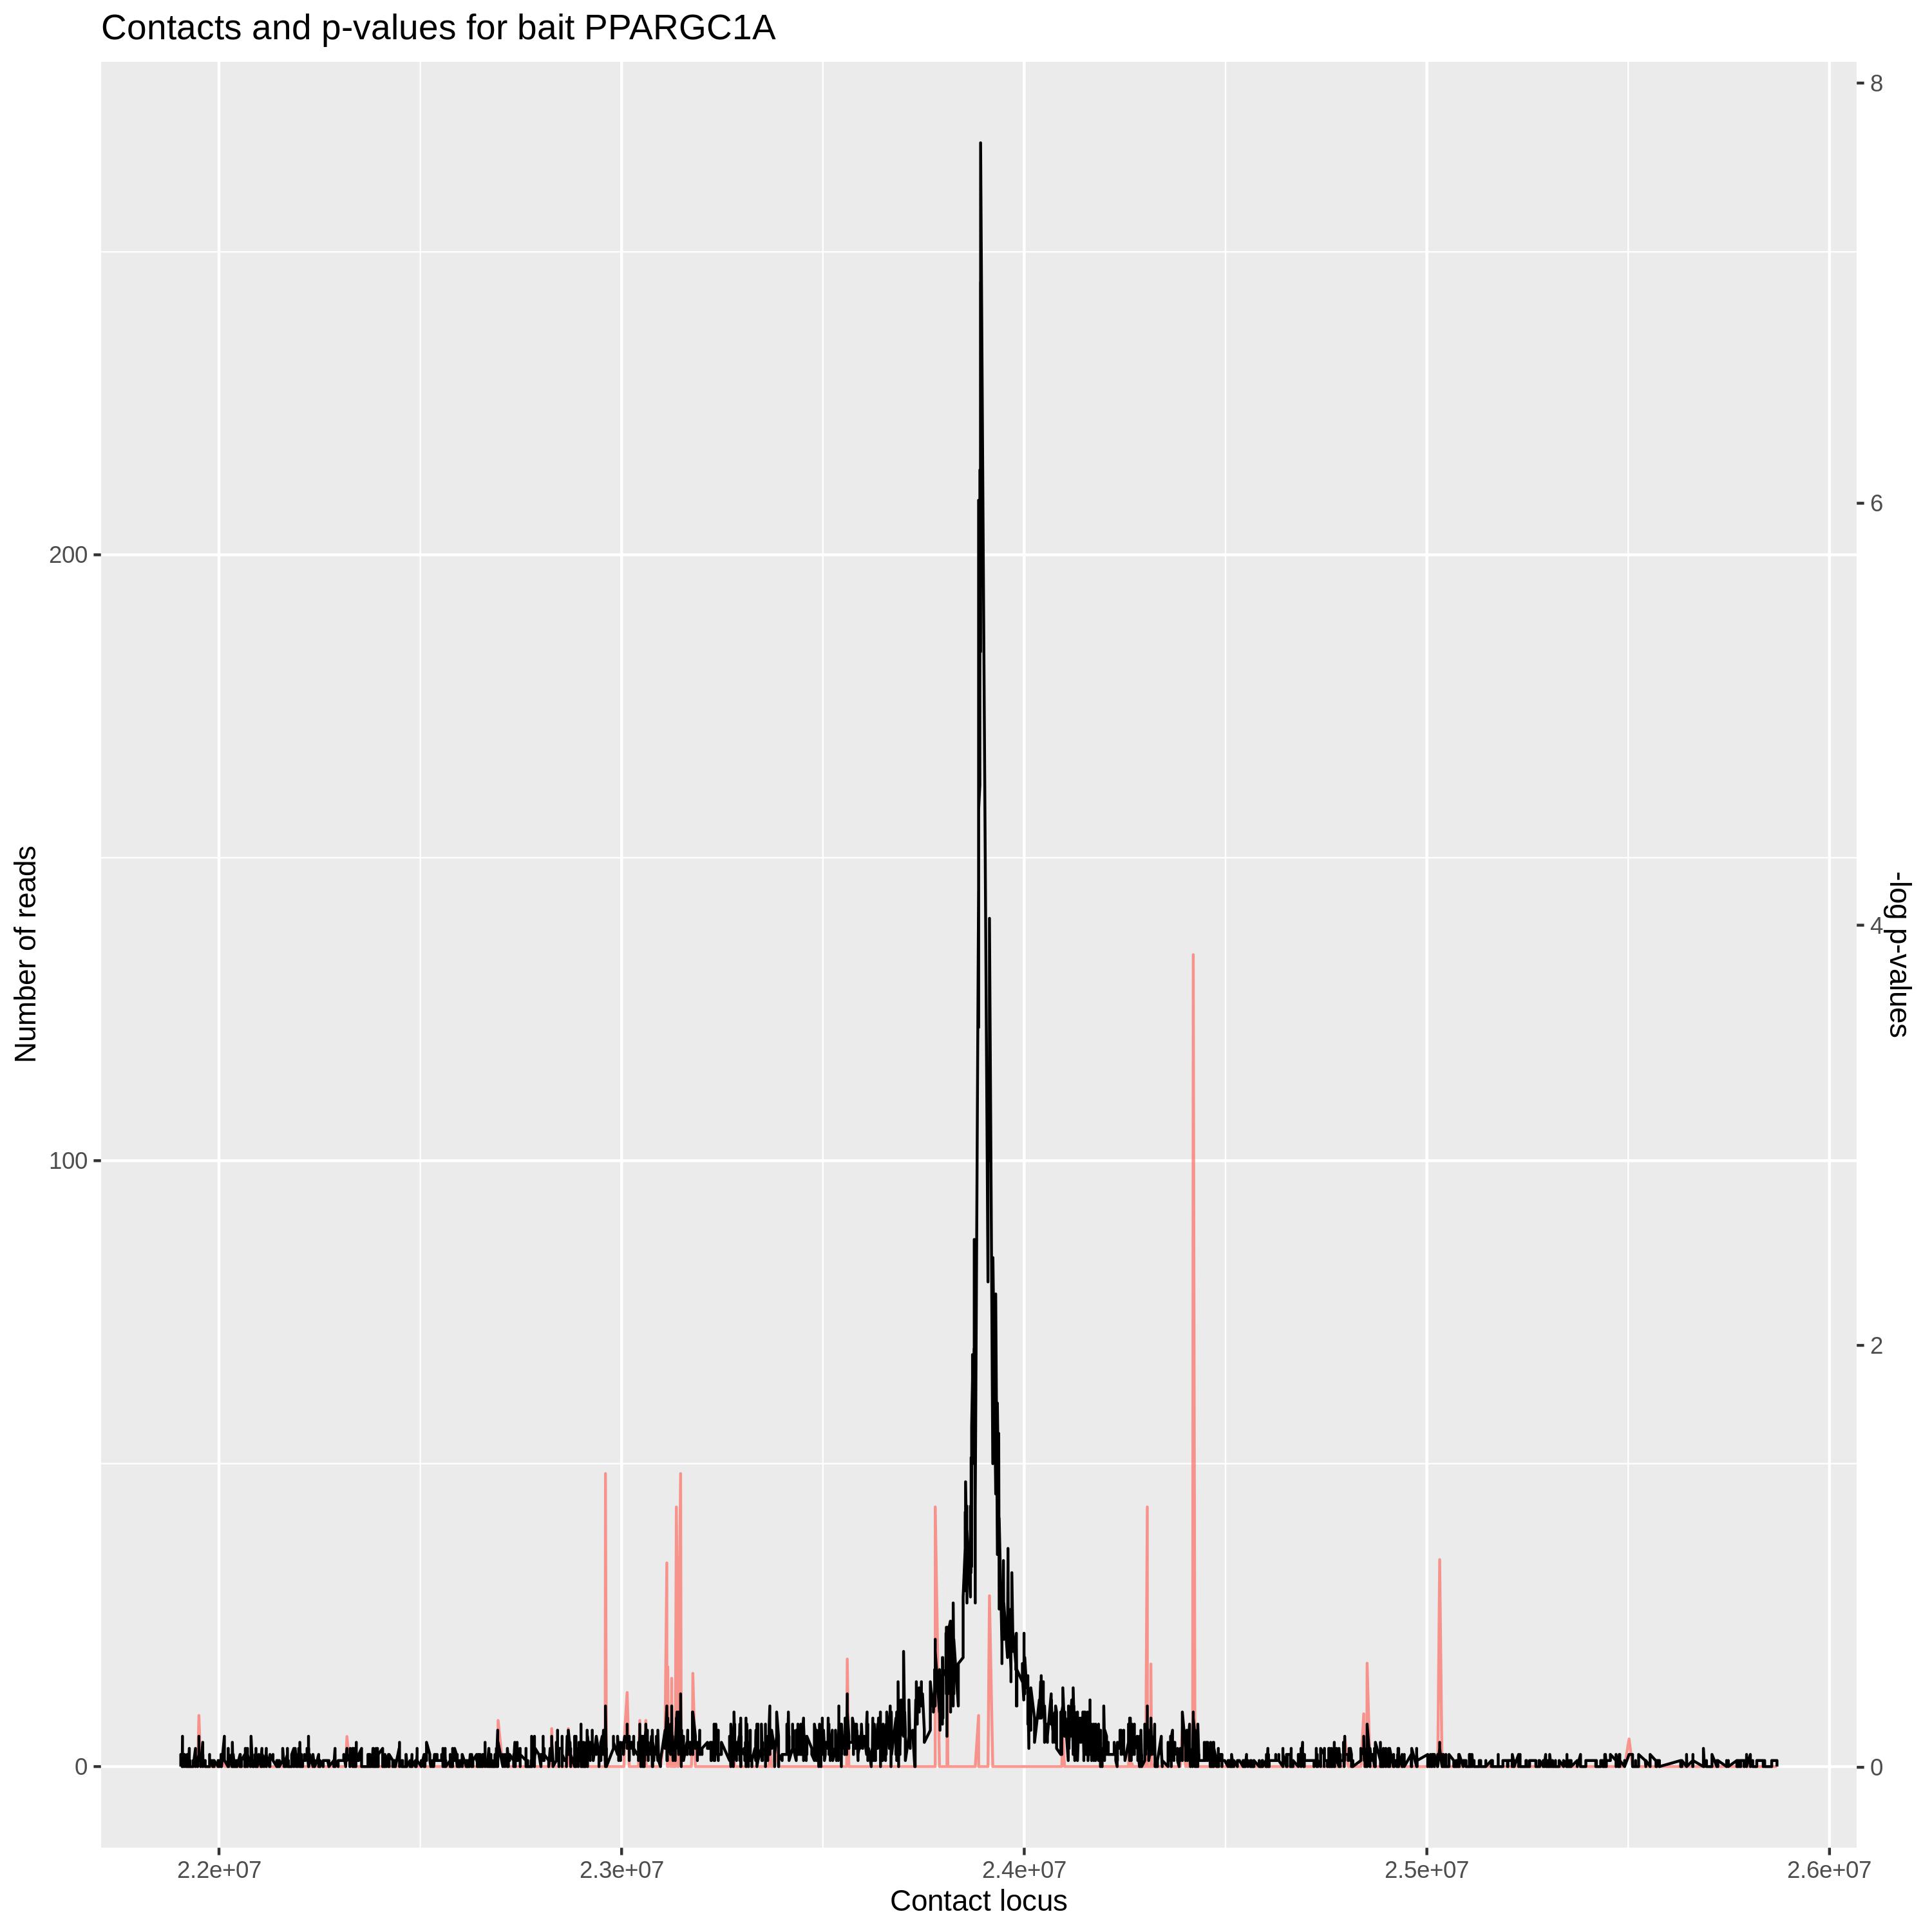 Contacts and p-values for bait PPARGC1A
8
6
200
4
Number of reads
-log p-values
100
2
0
0
2.2e+07
2.3e+07
2.4e+07
2.5e+07
2.6e+07
Contact locus